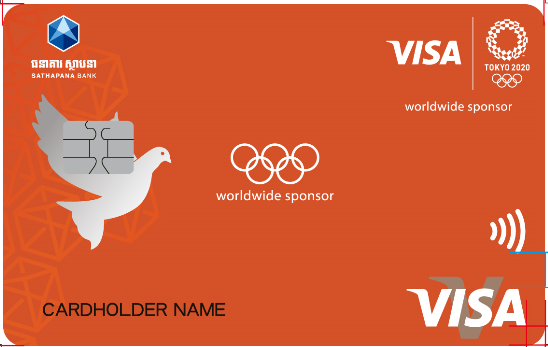 ធនាគារ ស្ថាបនា
SATHAPANA BANK
VISA
TOKYO 2020
worldwide sponsor
worldwide sponsor
CARDHOLDER NAME
VISA